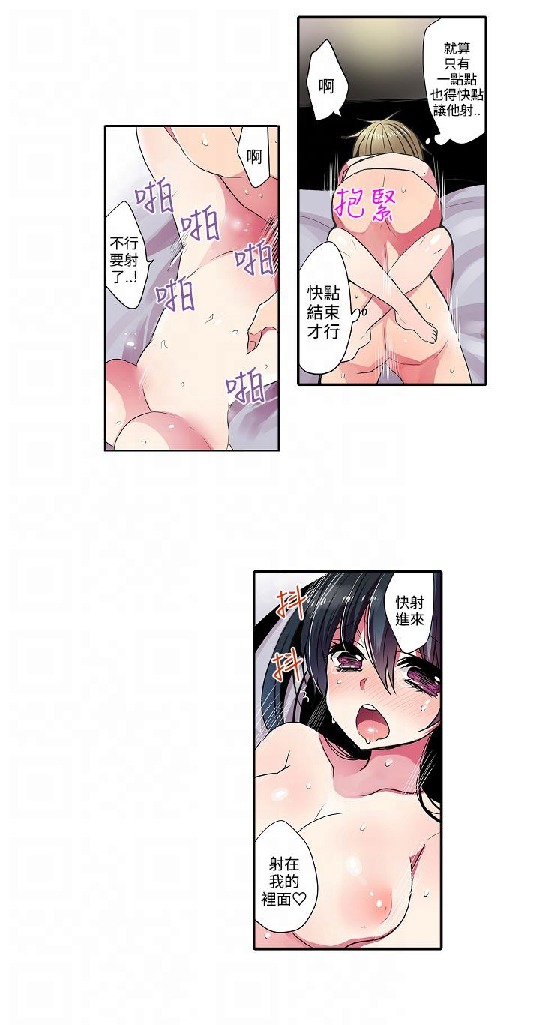 就算
只有
一點點
也得快點
讓他射..
啊
抱緊
快點
結束
才行
啊
啪
啪
啪
啪
啪
不行
要射
了..!
快射
進來
抖
抖
射在
我的
裡面♡